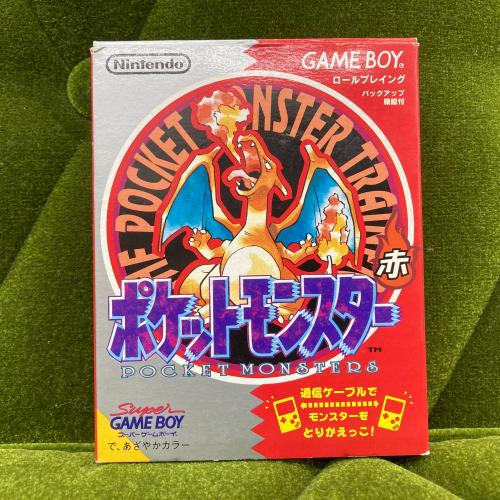 Nintendo®
GAME BOY®
ロールプレイング
バックアップ
機能付
THE POCKET MONSTER TRAINER
赤
ポケットモンスター
TM
POCKET MONSTERS
Super
GAME BOY
スーパーゲームボーイ
で、あざやかカラー
通信ケーブルで
モンスターを
とりかえっこ!